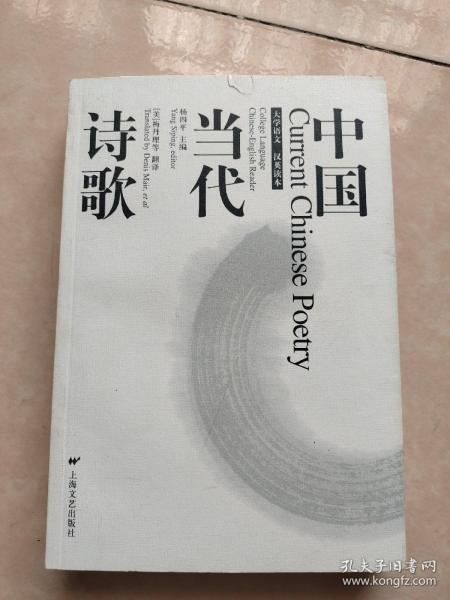 中国
Current Chinese Poetry
大学语文 汉英读本
College Language
Chinese-English Reader
当代
杨四平 主编
Yang Siping, editor
诗歌
[美]梅丹理等 翻译
Translated by Denis Mair, et al
上海文艺出版社
孔夫子旧书网
www.kongfz.com